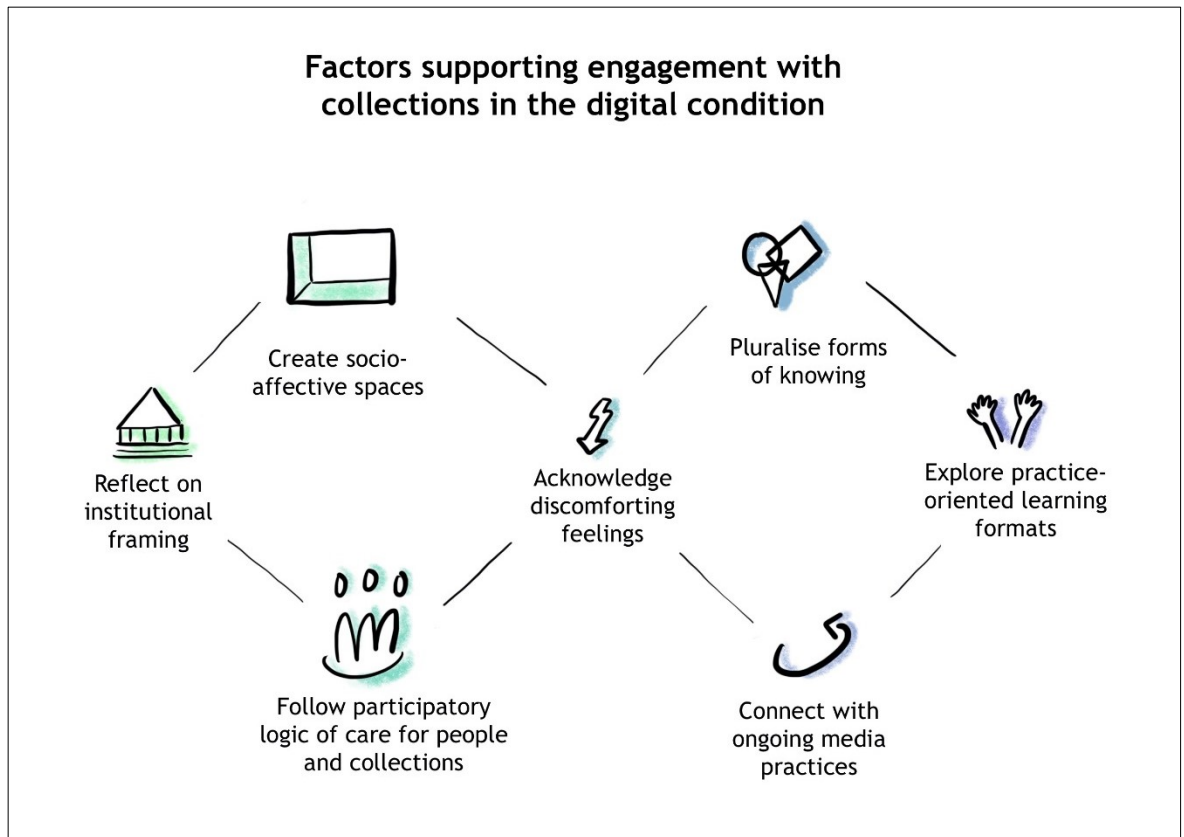 Factors supporting engagement with
collections in the digital condition
Create socio-
affective spaces
Pluralise forms
of knowing
Reflect on
institutional
framing
Acknowledge
discomforting
feelings
Explore practice-
oriented learning
formats
Follow participatory
logic of care for people
and collections
Connect with
ongoing media
practices